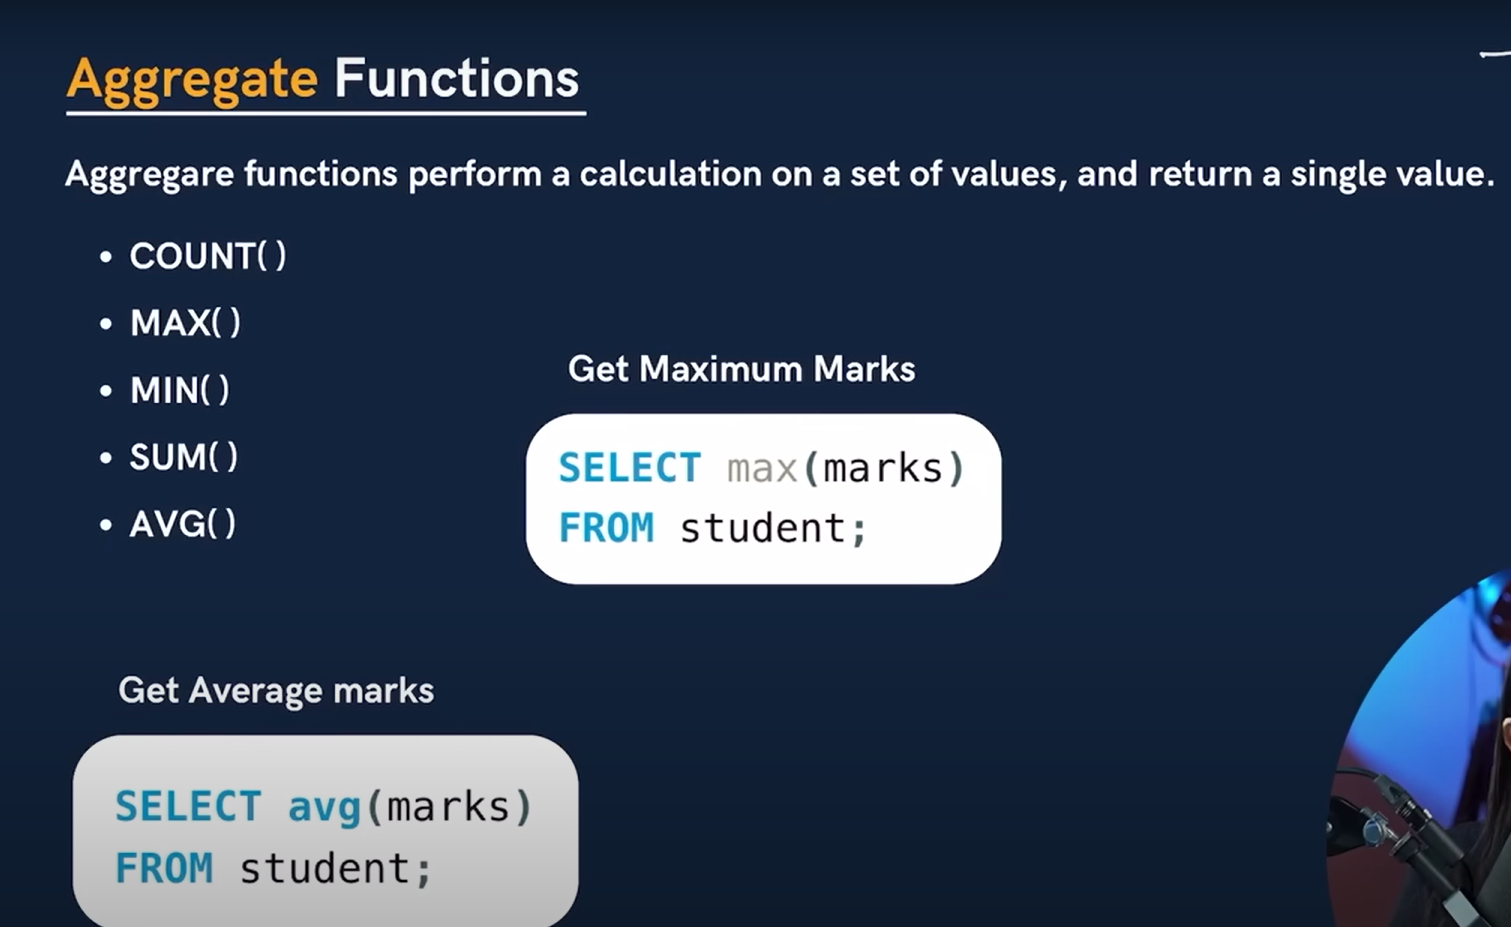 Aggregate Functions
Aggregare functions perform a calculation on a set of values, and return a single value.
• COUNT( )
• MAX( )
• MIN( )
• SUM( )
• AVG( )
Get Maximum Marks
SELECT max(marks)
FROM student;
Get Average marks
SELECT avg(marks)
FROM student;